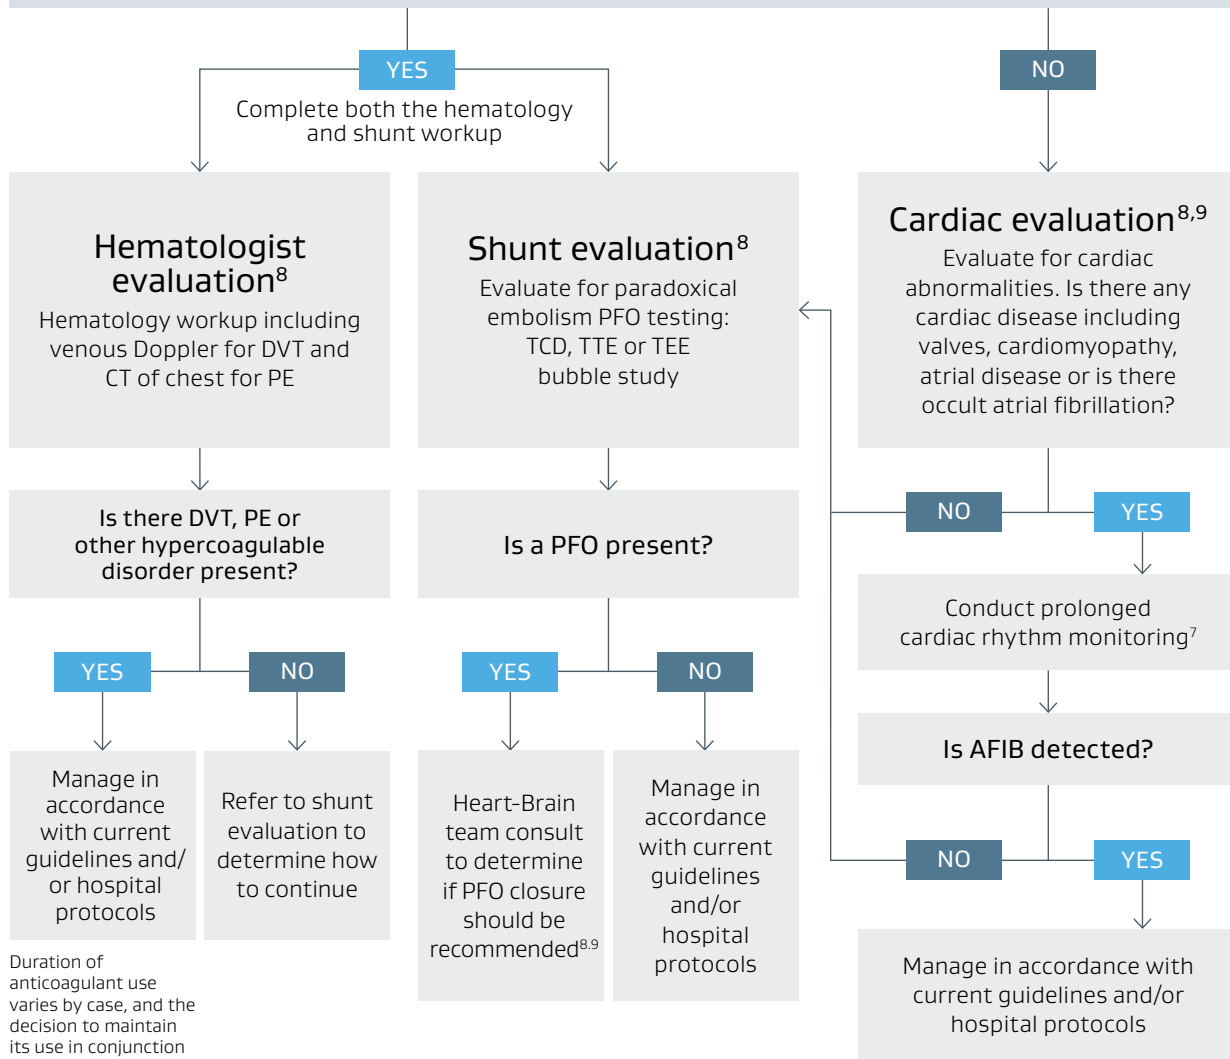 YES
NO
Complete both the hematology
and shunt workup
Hematologist
evaluation8
Hematology workup including
venous Doppler for DVT and
CT of chest for PE
Shunt evaluation8
Evaluate for paradoxical
embolism PFO testing:
TCD, TTE or TEE
bubble study
Cardiac evaluation8,9
Evaluate for cardiac
abnormalities. Is there any
cardiac disease including
valves, cardiomyopathy,
atrial disease or is there
occult atrial fibrillation?
Is there DVT, PE or
other hypercoagulable
disorder present?
Is a PFO present?
NO
YES
Conduct prolonged
cardiac rhythm monitoring7
YES
NO
YES
NO
Is AFIB detected?
Manage in
accordance
with current
guidelines and/
or hospital
protocols
Refer to shunt
evaluation to
determine how
to continue
Heart-Brain
team consult
to determine
if PFO closure
should be
recommended8.9
Manage in
accordance
with current
guidelines
and/or
hospital
protocols
NO
YES
Manage in accordance with
current guidelines and/or
hospital protocols
Duration of
anticoagulant use
varies by case, and the
decision to maintain
its use in conjunction